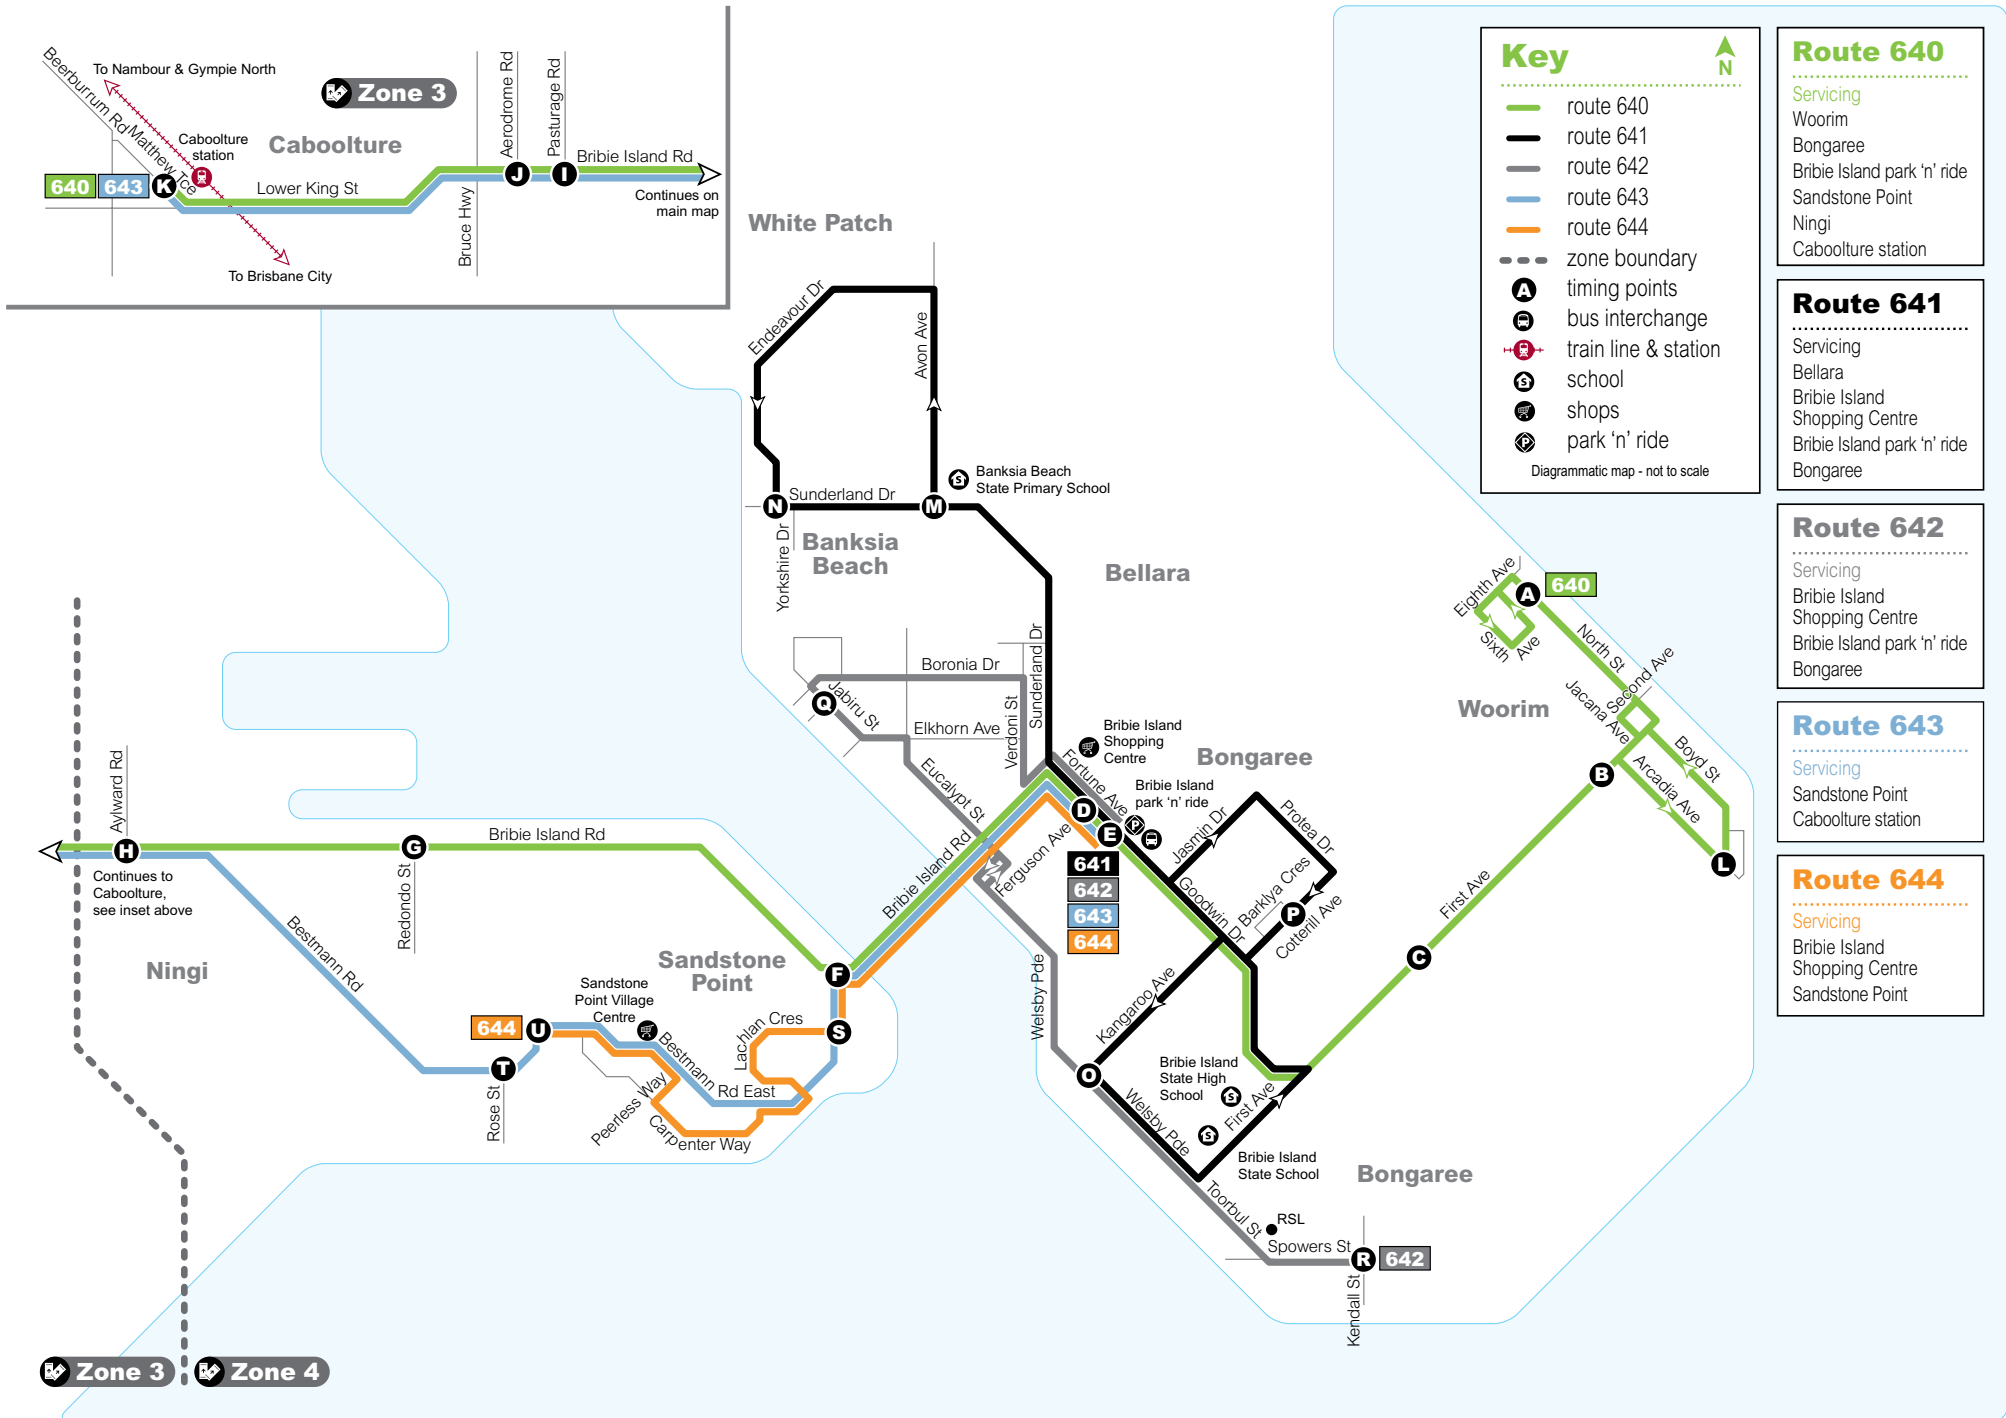 Beerburrum Rd
To Nambour & Gympie North
Matthew Tce
Caboolture
station
Zone 3
Caboolture
640
643
K
Lower King St
To Brisbane City
Bruce Hwy
Aerodrome Rd
Pasturage Rd
J
I
Bribie Island Rd
Continues on
main map
White Patch
Endeavour Dr
Avon Ave
N
Sunderland Dr
M
Banksia Beach
State Primary School
Yorkshire Dr
Banksia
Beach
Bellara
Boronia Dr
Sunderland Dr
Q
Jabiru St
Elkhorn Ave
Verdoni St
Eucalypt St
Bribie Island
Shopping
Centre
Fortune Ave
Bongaree
Bribie Island
park 'n' ride
D
E
Ferguson Ave
641
642
643
644
Jasmin Dr
Protea Dr
Goodwin Dr
Barklya Cres
P
Cotterill Ave
Kangaroo Ave
Welsby Pde
O
Welsby Pde
Bribie Island
State High
School
First Ave
Bribie Island
State School
Bongaree
Toorbul St
RSL
Spowers St
R
642
Kendall St
Eighth Ave
A
640
Sixth
Ave
North St
Second Ave
Jacana Ave
Woorim
Boyd St
Arcadia Ave
B
L
First Ave
C
Aylward Rd
H
Continues to
Caboolture,
see inset above
G
Redondo St
Bribie Island Rd
Bribie Island Rd
Ningi
Bestmann Rd
Sandstone
Point
F
Sandstone
Point Village
Centre
644
U
T
Rose St
Bestmann
Rd East
Lachlan Cres
S
Peerless Way
Carpenter Way
Zone 3
Zone 4
Key
N
route 640
route 641
route 642
route 643
route 644
zone boundary
A
timing points
bus interchange
train line & station
S
school
shops
P
park 'n' ride
Diagrammatic map - not to scale
Route 640
Servicing
Woorim
Bongaree
Bribie Island park 'n' ride
Sandstone Point
Ningi
Caboolture station
Route 641
Servicing
Bellara
Bribie Island
Shopping Centre
Bribie Island park 'n' ride
Bongaree
Route 642
Servicing
Bribie Island
Shopping Centre
Bribie Island park 'n' ride
Bongaree
Route 643
Servicing
Sandstone Point
Caboolture station
Route 644
Servicing
Bribie Island
Shopping Centre
Sandstone Point